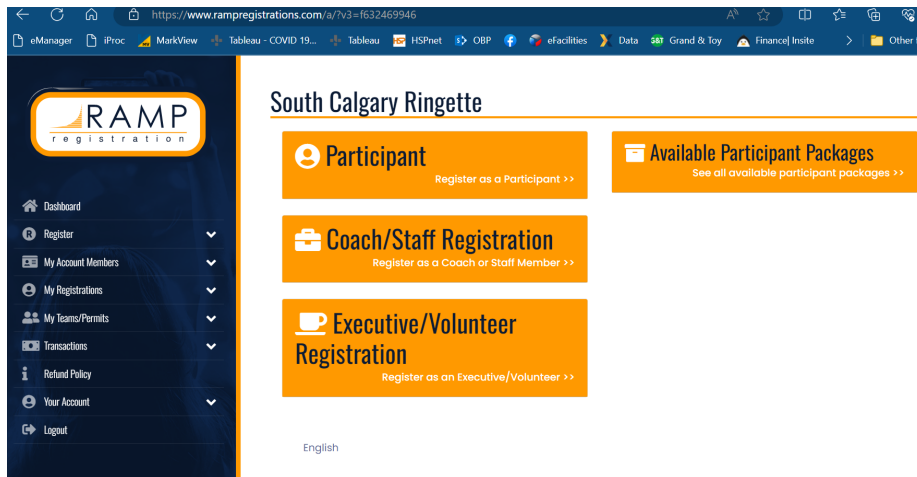 https://www.rampregistrations.com/a/?v3=f632469946
eManager iProc MarkView Tableau - COVID 19... Tableau HSPnet OBP eFacilities Data Grand & Toy Finance| Insite Other
RAMP
registration
Dashboard
Register
My Account Members
My Registrations
My Teams/Permits
Transactions
Refund Policy
Your Account
Logout
South Calgary Ringette
Participant
Register as a Participant >>
Coach/Staff Registration
Register as a Coach or Staff Member >>
Executive/Volunteer
Registration
Register as an Executive/Volunteer >>
Available Participant Packages
See all available participant packages >>
English